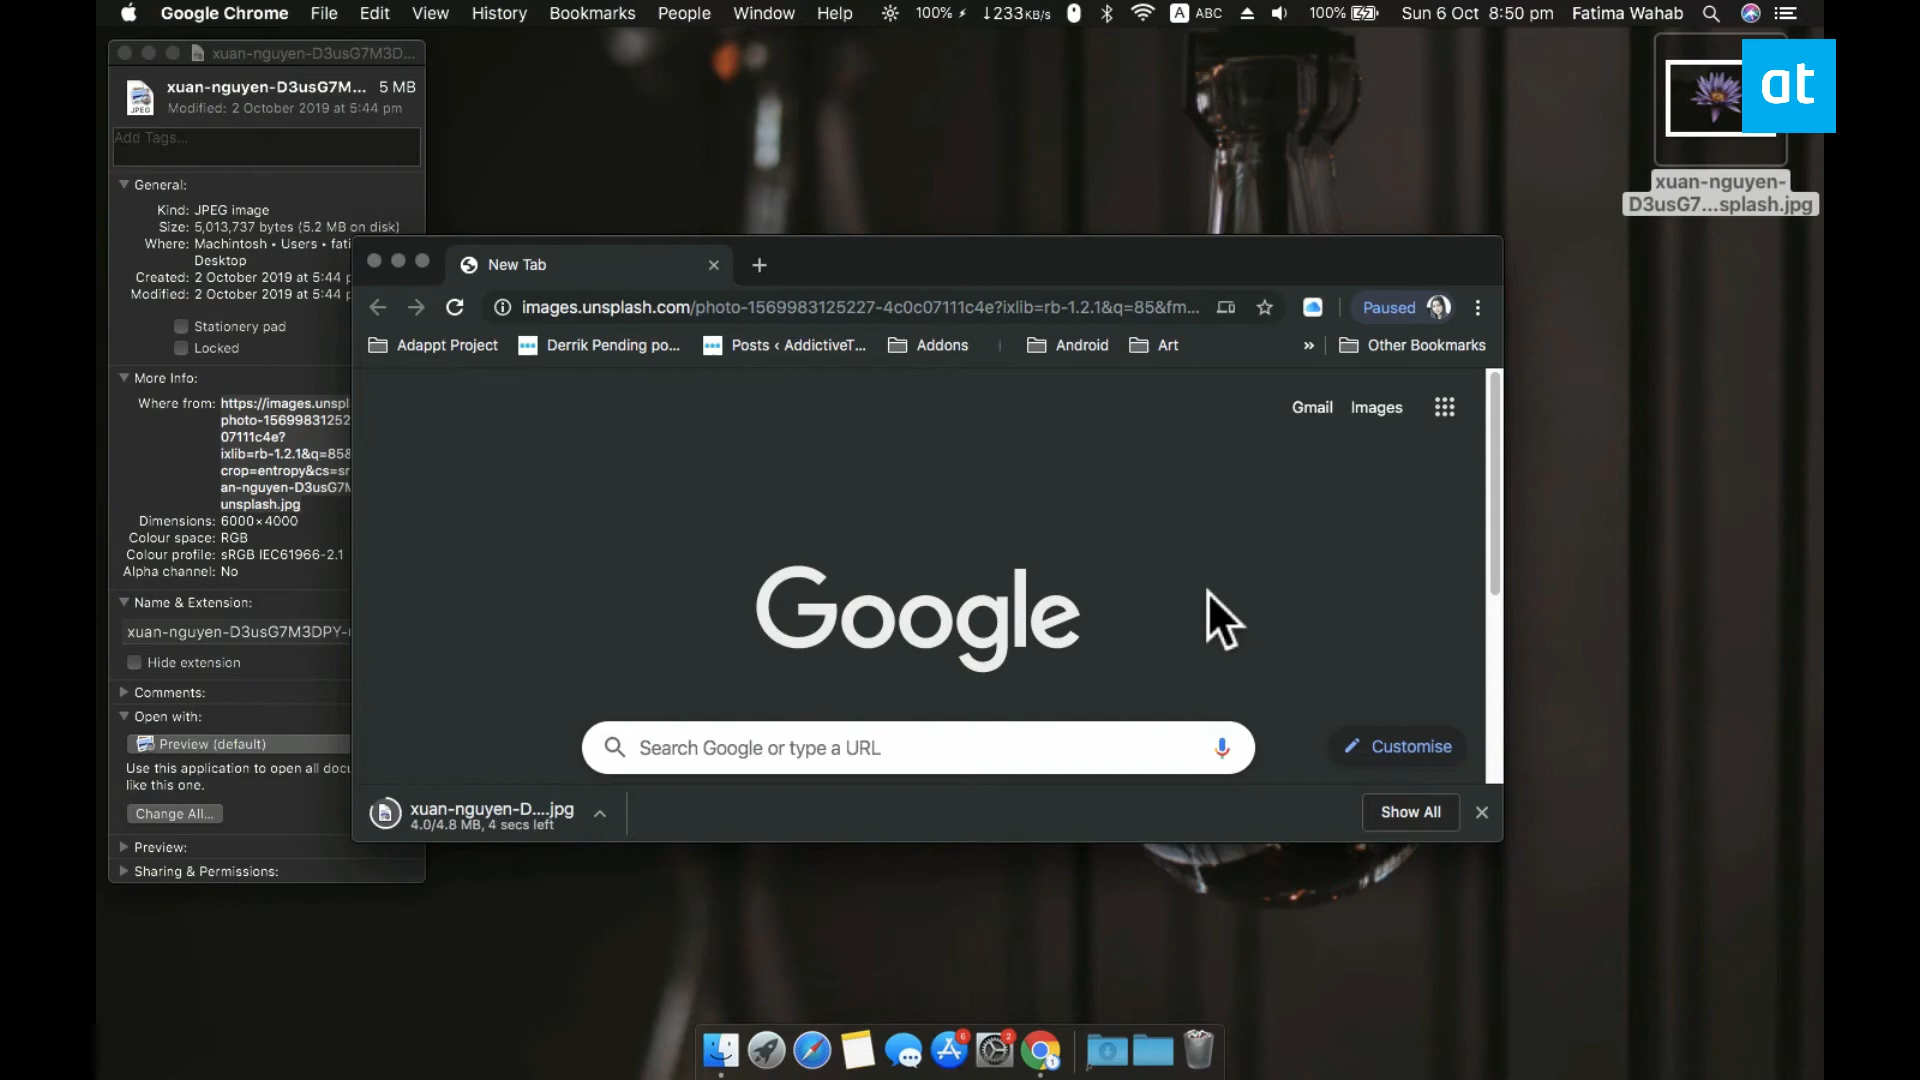 Google Chrome File Edit View History Bookmarks People Window Help 100% ↓233KB/s A ABC 100% Sun 6 Oct 8:50 pm Fatima Wahab
xuan-nguyen-D3usG7M3D...
xuan-nguyen-D3usG7M... 5 MB
Modified: 2 October 2019 at 5:44 pm
JPEG
Add Tags...
General:
Kind: JPEG image
Size: 5,013,737 bytes (5.2 MB on disk)
Where: Machintosh • Users • fati
Desktop
Created: 2 October 2019 at 5:44 p
Modified: 2 October 2019 at 5:44 p
Stationery pad
Locked
More Info:
Where from: https://images.unspl
photo-15699831252
07111c4e?
ixlib=rb-1.2.1&q=85&
crop=entropy&cs=sr
an-nguyen-D3usG7M
unsplash.jpg
Dimensions: 6000×4000
Colour space: RGB
Colour profile: sRGB IEC61966-2.1
Alpha channel: No
Name & Extension:
xuan-nguyen-D3usG7M3DPY-
Hide extension
Comments:
Open with:
Preview (default)
Use this application to open all docu
like this one.
Change All...
Preview:
Sharing & Permissions:
New Tab
images.unsplash.com/photo-1569983125227-4c0c07111c4e?ixlib=rb-1.2.1&q=85&fm... Paused
Adappt Project Derrik Pending po... Posts ‹ AddictiveT... Addons Android Art » Other Bookmarks
Gmail Images
Google
Search Google or type a URL
Customise
xuan-nguyen-D....jpg
4.0/4.8 MB, 4 secs left
Show All
at
xuan-nguyen-
D3usG7...splash.jpg
6
2
1